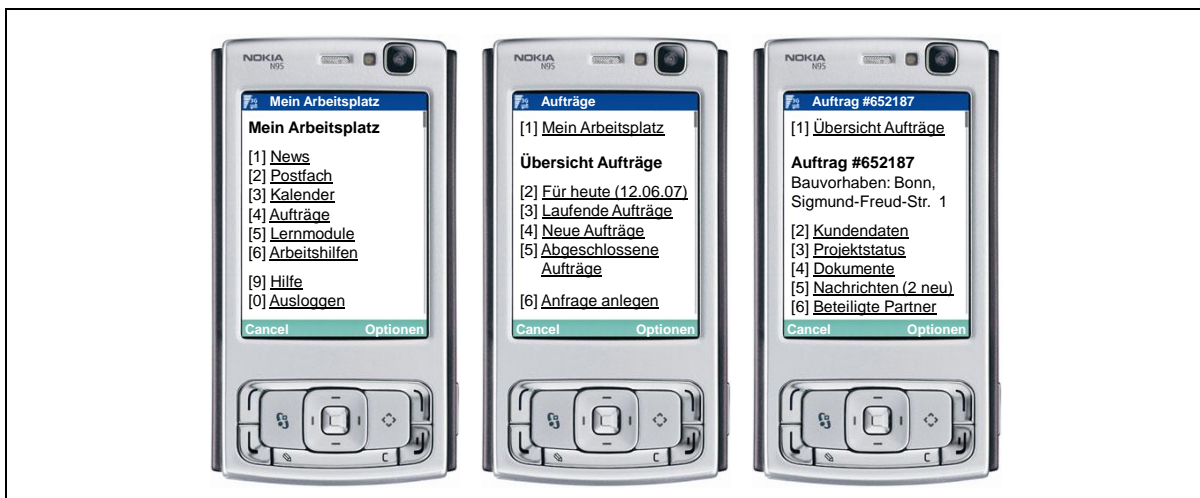 NOKIA
N95
Mein Arbeitsplatz
Mein Arbeitsplatz
[1] News
[2] Postfach
[3] Kalender
[4] Aufträge
[5] Lernmodule
[6] Arbeitshilfen
[9] Hilfe
[0] Ausloggen
Cancel Optionen
C
NOKIA
N95
Aufträge
[1] Mein Arbeitsplatz
Übersicht Aufträge
[2] Für heute (12.06.07)
[3] Laufende Aufträge
[4] Neue Aufträge
[5] Abgeschlossene
Aufträge
[6] Anfrage anlegen
Cancel Optionen
C
NOKIA
N95
Auftrag #652187
[1] Übersicht Aufträge
Auftrag #652187
Bauvorhaben: Bonn,
Sigmund-Freud-Str. 1
[2] Kundendaten
[3] Projektstatus
[4] Dokumente
[5] Nachrichten (2 neu)
[6] Beteiligte Partner
Cancel Optionen
C